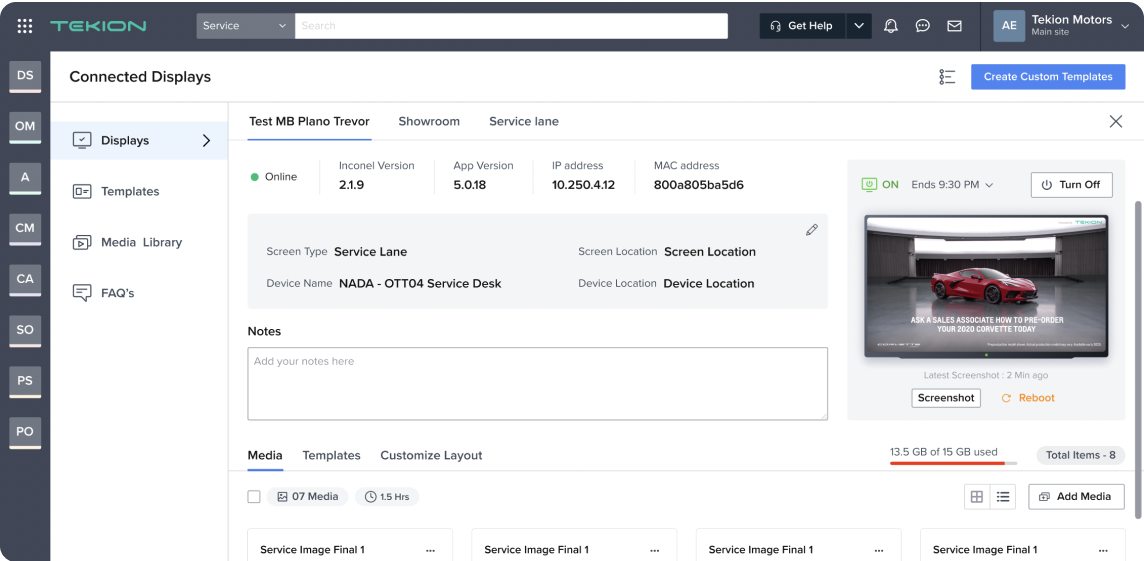 TEKION
Service
Search
Get Help
AE
Tekion Motors
Main site
DS
OM
A
CM
CA
SO
PS
PO
Connected Displays
Create Custom Templates
Displays
Templates
Media Library
FAQ's
Test MB Plano Trevor
Showroom
Service lane
Online
Inconel Version
2.1.9
App Version
5.0.18
IP address
10.250.4.12
MAC address
800a805ba5d6
ON
Ends 9:30 PM
Turn Off
Screen Type Service Lane
Screen Location Screen Location
Device Name NADA - OTT04 Service Desk
Device Location Device Location
TEKION
ASK A SALES ASSOCIATE HOW TO PRE-ORDER
YOUR 2020 CORVETTE TODAY
CORVETTE
Latest Screenshot : 2 Min ago
Screenshot
Reboot
Notes
Add your notes here
Media
Templates
Customize Layout
13.5 GB of 15 GB used
Total Items - 8
07 Media
1.5 Hrs
Add Media
Service Image Final 1
...
Service Image Final 1
...
Service Image Final 1
...
Service Image Final 1
...